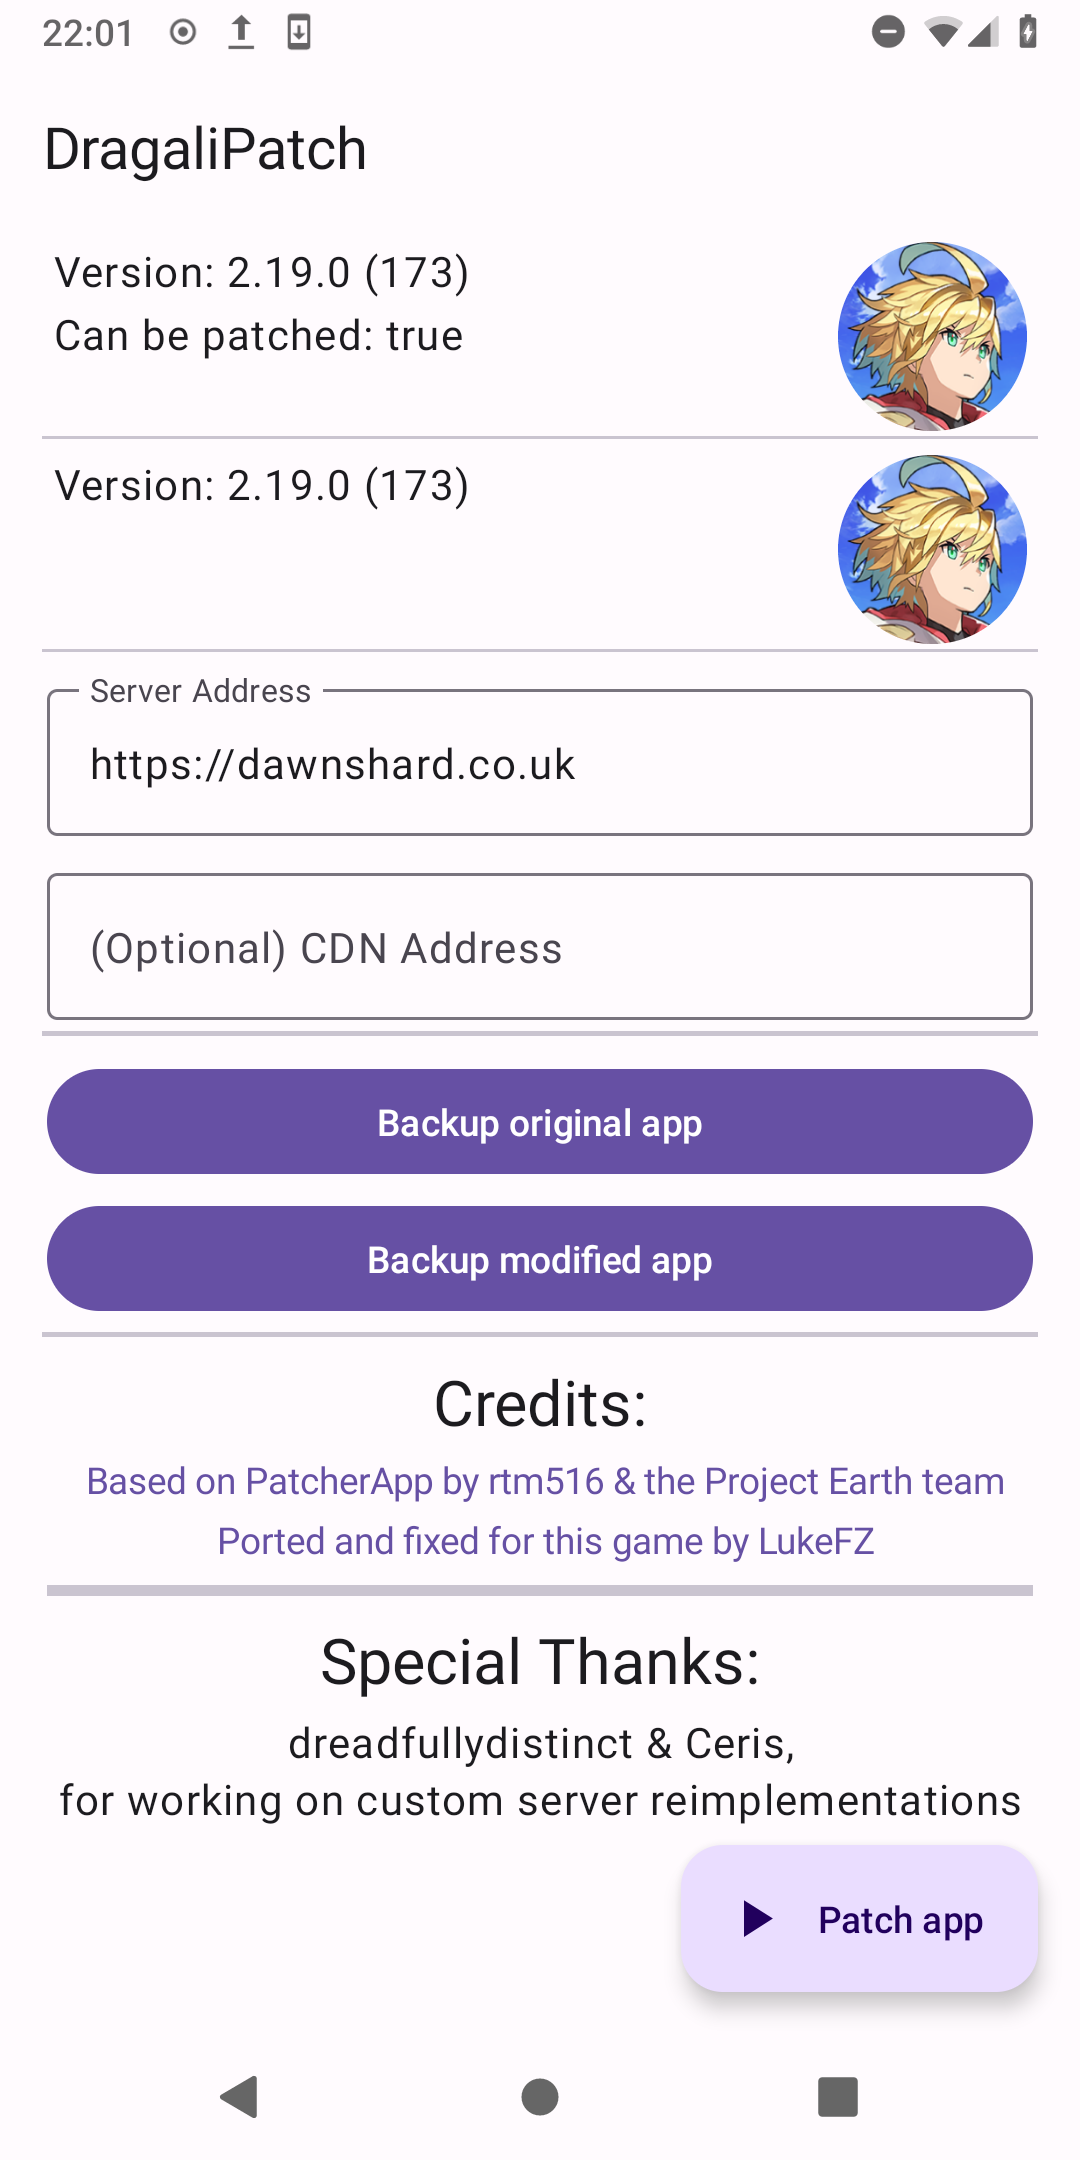 22:01
DragaliPatch
Version: 2.19.0 (173)
Can be patched: true
Version: 2.19.0 (173)
Server Address
https://dawnshard.co.uk
(Optional) CDN Address
Backup original app
Backup modified app
Credits:
Based on PatcherApp by rtm516 & the Project Earth team
Ported and fixed for this game by LukeFZ
Special Thanks:
dreadfullydistinct & Ceris,
for working on custom server reimplementations
Patch app